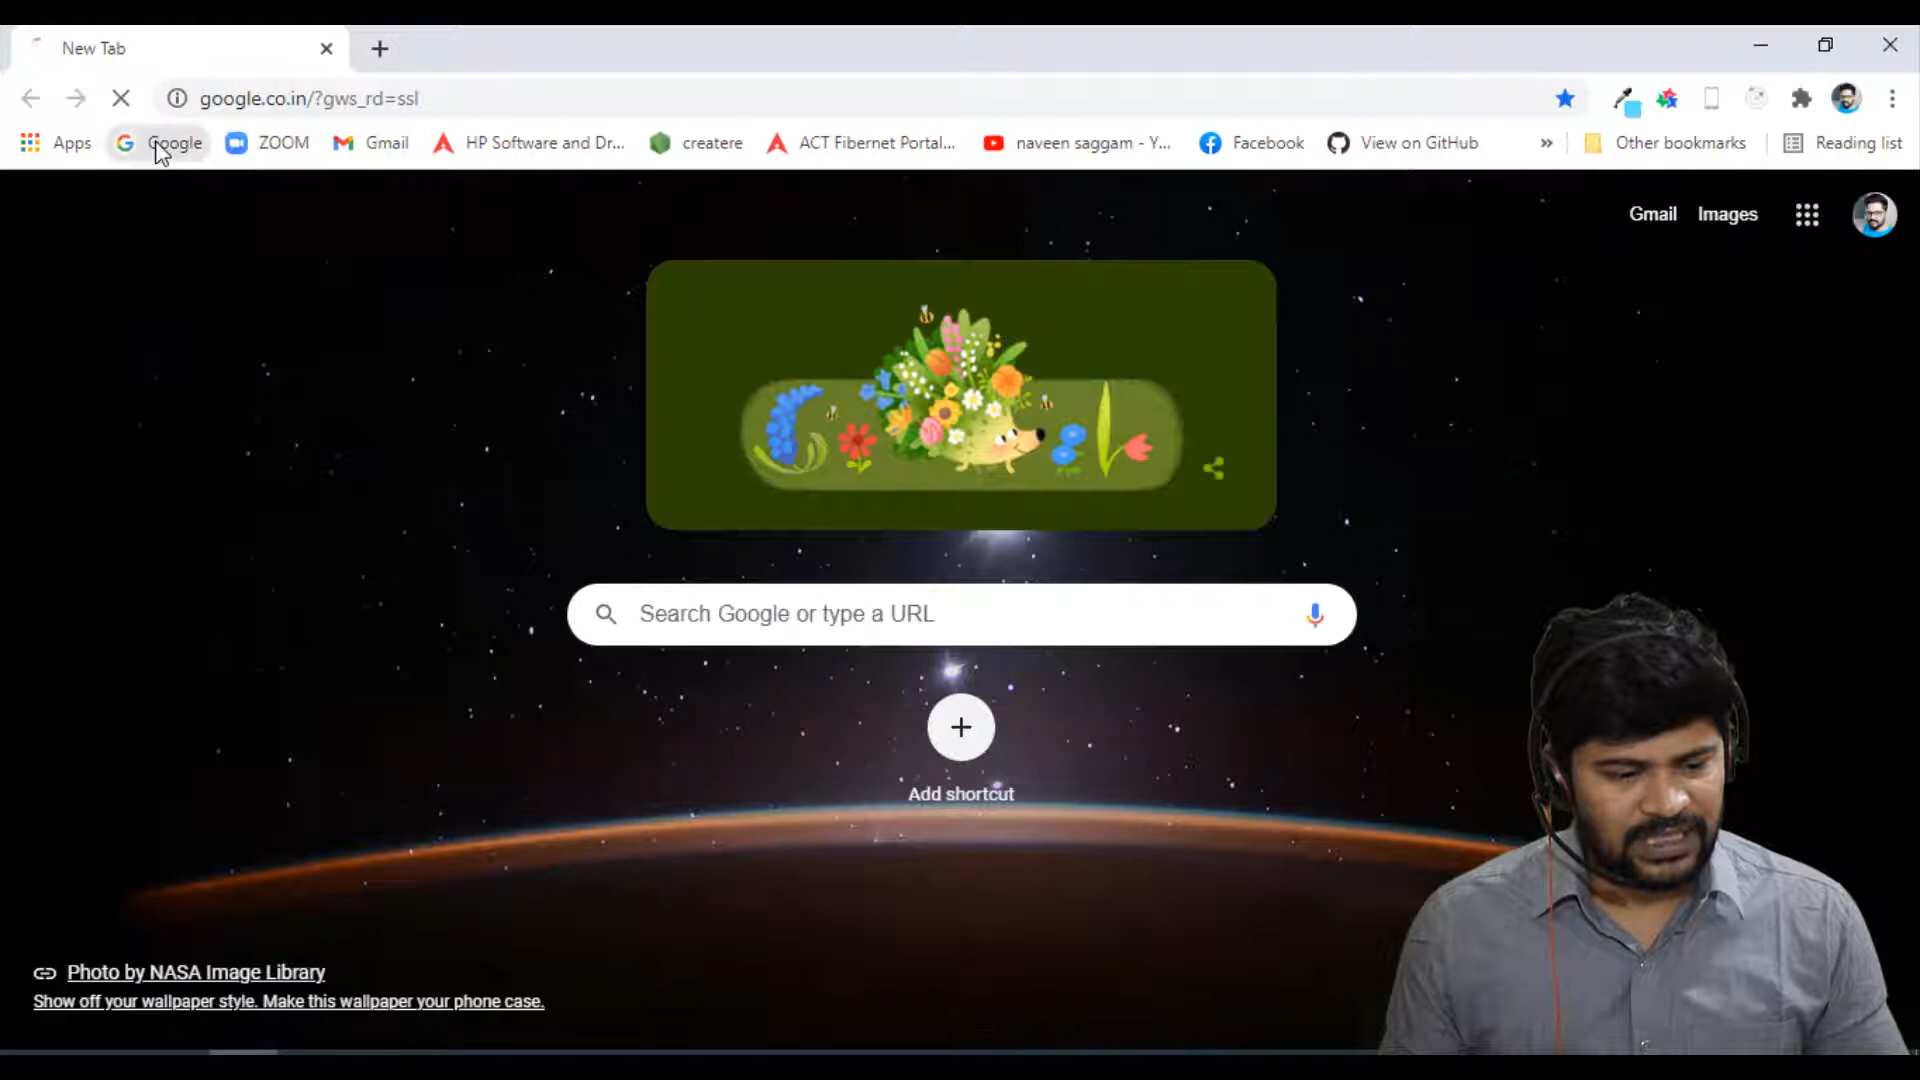 New Tab
google.co.in/?gws_rd=ssl
Apps Google ZOOM Gmail HP Software and Dr... createre ACT Fibernet Portal... naveen saggam - Y... Facebook View on GitHub » Other bookmarks Reading list
Gmail Images
Search Google or type a URL
Add shortcut
Photo by NASA Image Library
Show off your wallpaper style. Make this wallpaper your phone case.